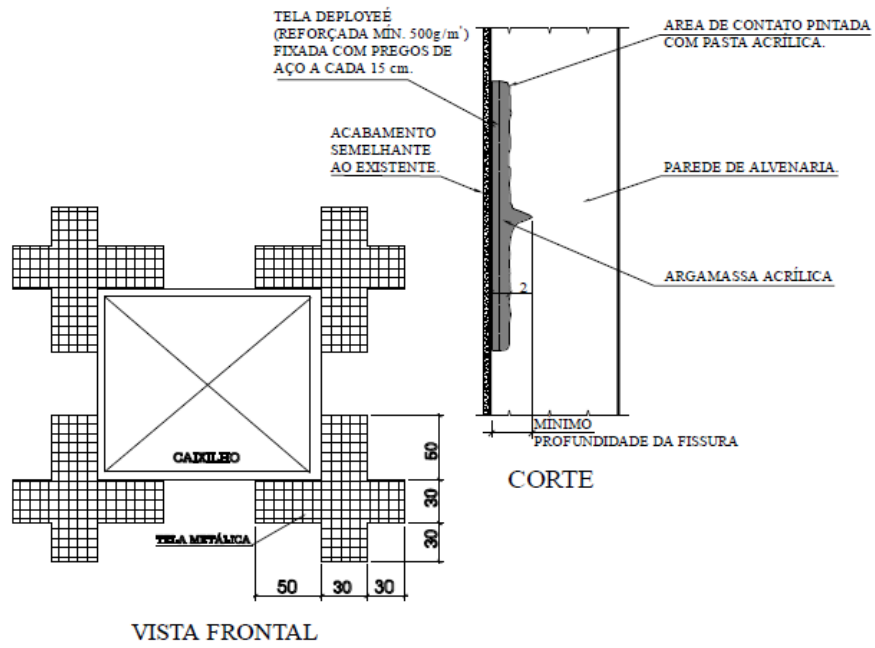 TELA DEPLOYEÉ
(REFORÇADA MÍN. 500g/m²)
FIXADA COM PREGOS DE
AÇO A CADA 15 cm.
AREA DE CONTATO PINTADA
COM PASTA ACRÍLICA.
ACABAMENTO
SEMELHANTE
AO EXISTENTE.
PAREDE DE ALVENARIA.
ARGAMASSA ACRÍLICA
2
MÍNIMO
PROFUNDIDADE DA FISSURA
CORTE
CAIXILHO
TELA METÁLICA
50
30
30
50
30
30
VISTA FRONTAL